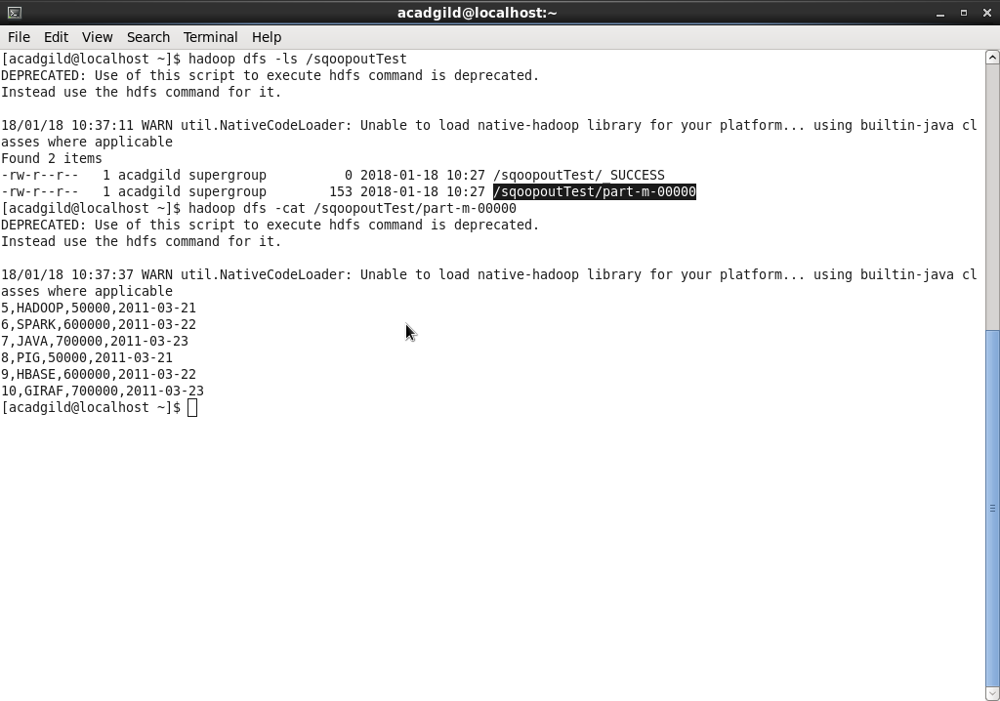 acadgild@localhost:~
File Edit View Search Terminal Help
[acadgild@localhost ~]$ hadoop dfs -ls /sqoopoutTest
DEPRECATED: Use of this script to execute hdfs command is deprecated.
Instead use the hdfs command for it.
18/01/18 10:37:11 WARN util.NativeCodeLoader: Unable to load native-hadoop library for your platform... using builtin-java cl
asses where applicable
Found 2 items
-rw-r--r--   1 acadgild supergroup          0 2018-01-18 10:27 /sqoopoutTest/_SUCCESS
-rw-r--r--   1 acadgild supergroup        153 2018-01-18 10:27 /sqoopoutTest/part-m-00000
[acadgild@localhost ~]$ hadoop dfs -cat /sqoopoutTest/part-m-00000
DEPRECATED: Use of this script to execute hdfs command is deprecated.
Instead use the hdfs command for it.
18/01/18 10:37:37 WARN util.NativeCodeLoader: Unable to load native-hadoop library for your platform... using builtin-java cl
asses where applicable
5,HADOOP,50000,2011-03-21
6,SPARK,600000,2011-03-22
7,JAVA,700000,2011-03-23
8,PIG,50000,2011-03-21
9,HBASE,600000,2011-03-22
10,GIRAF,700000,2011-03-23
[acadgild@localhost ~]$